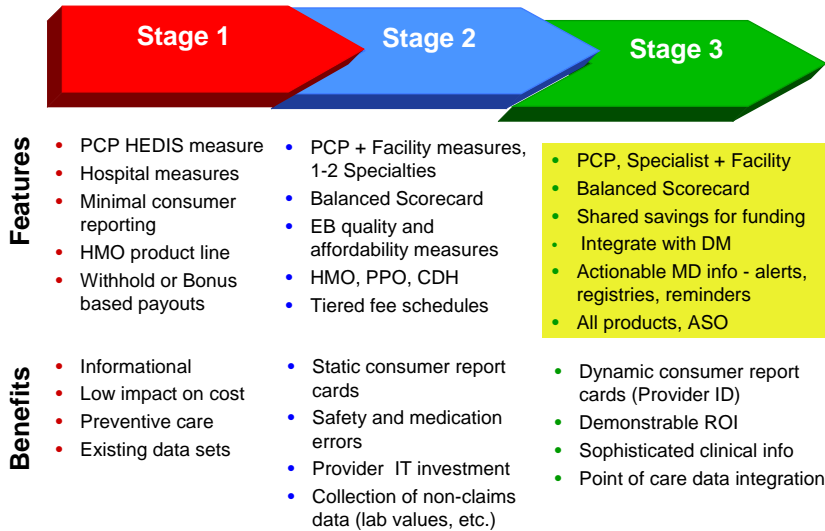 Stage 1
Stage 2
Stage 3
Features
• PCP HEDIS measure
• Hospital measures
• Minimal consumer
reporting
• HMO product line
• Withhold or Bonus
based payouts
• PCP + Facility measures,
1-2 Specialties
• Balanced Scorecard
• EB quality and
affordability measures
• HMO, PPO, CDH
• Tiered fee schedules
• PCP, Specialist + Facility
• Balanced Scorecard
• Shared savings for funding
• Integrate with DM
• Actionable MD info - alerts,
registries, reminders
• All products, ASO
Benefits
• Informational
• Low impact on cost
• Preventive care
• Existing data sets
• Static consumer report
cards
• Safety and medication
errors
• Provider IT investment
• Collection of non-claims
data (lab values, etc.)
• Dynamic consumer report
cards (Provider ID)
• Demonstrable ROI
• Sophisticated clinical info
• Point of care data integration